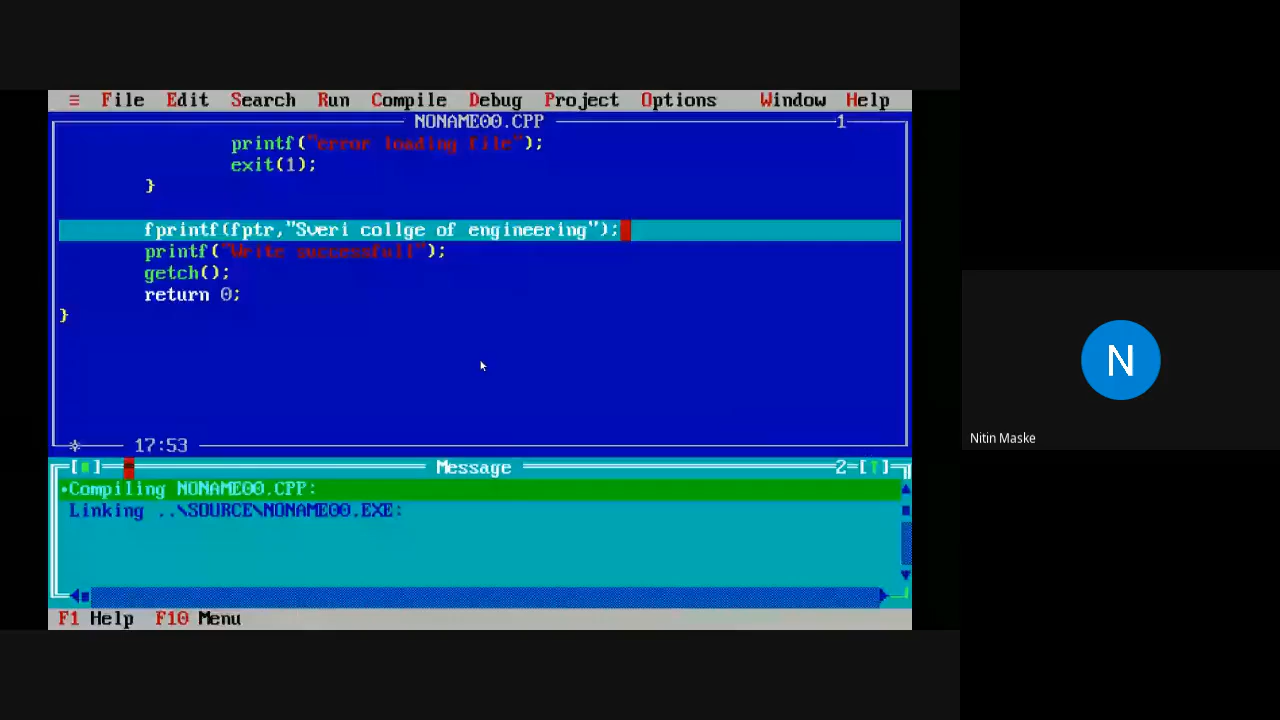 ≡ File Edit Search Run Compile Debug Project Options Window Help
NONAME00.CPP 1
printf("error loading file");
exit(1);
}
fprintf(fptr,"Sveri collge of engineering");
printf("Write successfull");
getch();
return 0;
}
17:53
Message 2
Compiling NONAME00.CPP:
Linking ..\SOURCE\NONAME00.EXE:
F1 Help F10 Menu
N
Nitin Maske